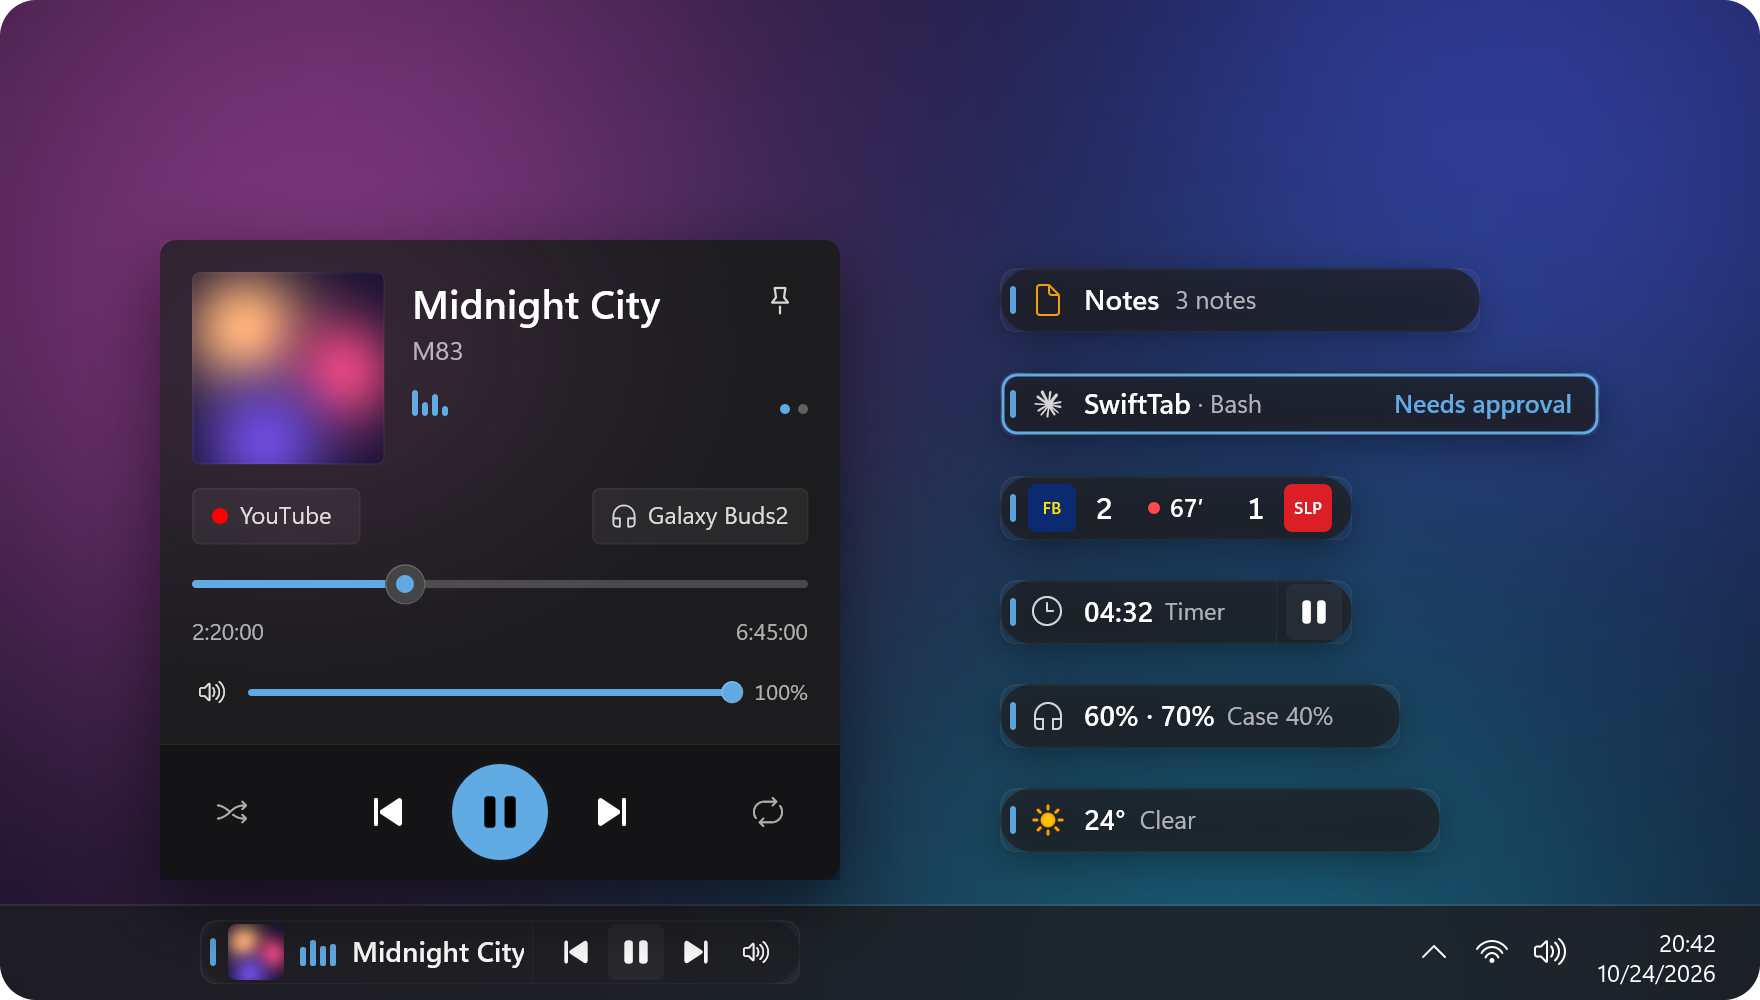 Midnight City
M83
YouTube
Galaxy Buds2
2:20:00
6:45:00
100%
Notes 3 notes
SwiftTab · Bash Needs approval
FB 2 67′ 1 SLP
04:32 Timer
60% · 70% Case 40%
24° Clear
Midnight City
20:42
10/24/2026